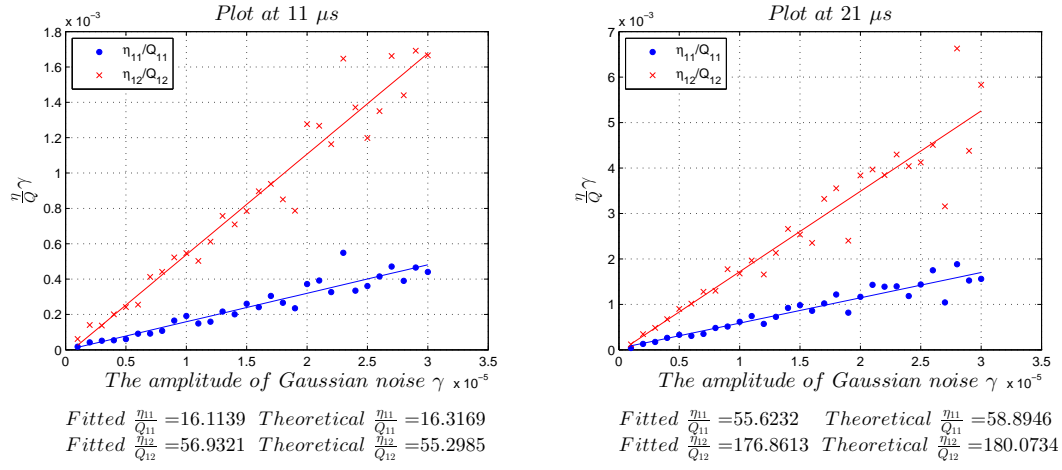 Plot at 11 μs
x 10⁻³
1.8
1.6
1.4
1.2
1
0.8
0.6
0.4
0.2
0
η₁₁/Q₁₁
η₁₂/Q₁₂
η/Q γ
0 0.5 1 1.5 2 2.5 3 3.5
The amplitude of Gaussian noise γ x 10⁻⁵
Fitted η₁₁/Q₁₁ =16.1139 Theoretical η₁₁/Q₁₁ =16.3169
Fitted η₁₂/Q₁₂ =56.9321 Theoretical η₁₂/Q₁₂ =55.2985
Plot at 21 μs
x 10⁻³
7
6
5
4
3
2
1
0
η₁₁/Q₁₁
η₁₂/Q₁₂
η/Q γ
0 0.5 1 1.5 2 2.5 3 3.5
The amplitude of Gaussian noise γ x 10⁻⁵
Fitted η₁₁/Q₁₁ =55.6232 Theoretical η₁₁/Q₁₁ =58.8946
Fitted η₁₂/Q₁₂ =176.8613 Theoretical η₁₂/Q₁₂ =180.0734